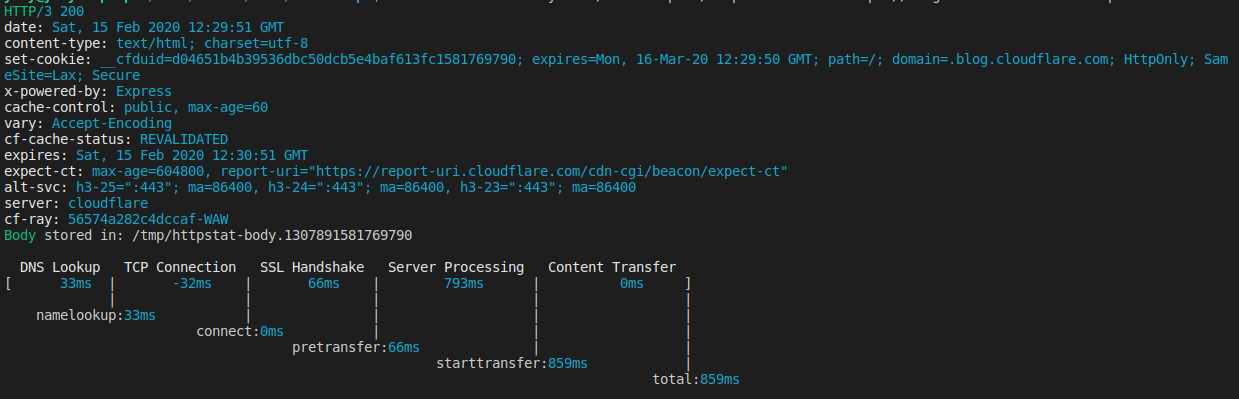 HTTP/3 200
date: Sat, 15 Feb 2020 12:29:51 GMT
content-type: text/html; charset=utf-8
set-cookie: __cfduid=d04651b4b39536dbc50dcb5e4baf613fc1581769790; expires=Mon, 16-Mar-20 12:29:50 GMT; path=/; domain=.blog.cloudflare.com; HttpOnly; Sam
eSite=Lax; Secure
x-powered-by: Express
cache-control: public, max-age=60
vary: Accept-Encoding
cf-cache-status: REVALIDATED
expires: Sat, 15 Feb 2020 12:30:51 GMT
expect-ct: max-age=604800, report-uri="https://report-uri.cloudflare.com/cdn-cgi/beacon/expect-ct"
alt-svc: h3-25=":443"; ma=86400, h3-24=":443"; ma=86400, h3-23=":443"; ma=86400
server: cloudflare
cf-ray: 56574a282c4dccaf-WAW
Body stored in: /tmp/httpstat-body.1307891581769790
DNS Lookup   TCP Connection   SSL Handshake   Server Processing   Content Transfer
[      33ms  |       -32ms    |       66ms    |        793ms      |         0ms     ]
namelookup:33ms
connect:0ms
pretransfer:66ms
starttransfer:859ms
total:859ms